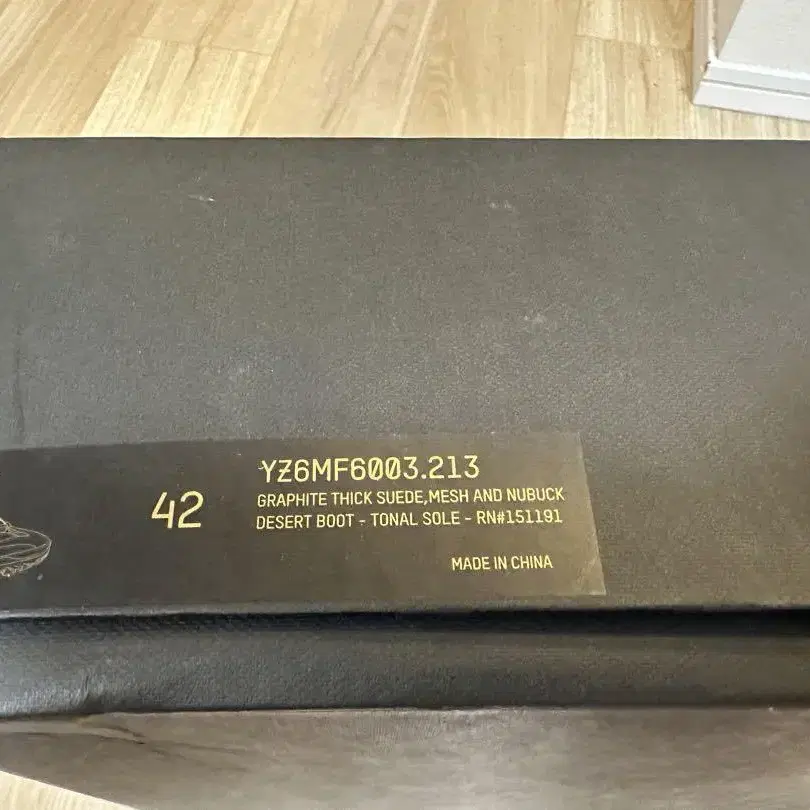 42
YZ6MF6003.213
GRAPHITE THICK SUEDE,MESH AND NUBUCK
DESERT BOOT - TONAL SOLE - RN#151191
MADE IN CHINA